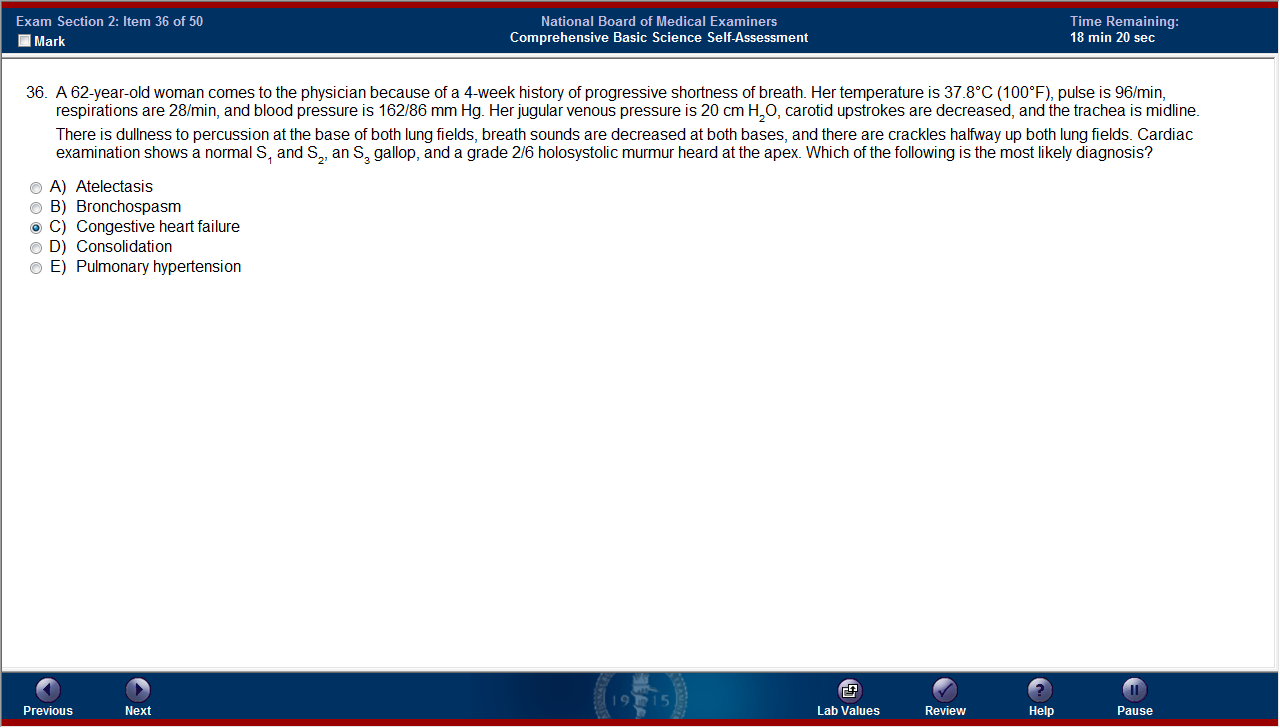 Exam Section 2: Item 36 of 50
National Board of Medical Examiners
Time Remaining:
Mark
Comprehensive Basic Science Self-Assessment
18 min 20 sec
36. A 62-year-old woman comes to the physician because of a 4-week history of progressive shortness of breath. Her temperature is 37.8°C (100°F), pulse is 96/min,
respirations are 28/min, and blood pressure is 162/86 mm Hg. Her jugular venous pressure is 20 cm H₂O, carotid upstrokes are decreased, and the trachea is midline.
There is dullness to percussion at the base of both lung fields, breath sounds are decreased at both bases, and there are crackles halfway up both lung fields. Cardiac
examination shows a normal S₁ and S₂, an S₃ gallop, and a grade 2/6 holosystolic murmur heard at the apex. Which of the following is the most likely diagnosis?
A) Atelectasis
B) Bronchospasm
C) Congestive heart failure
D) Consolidation
E) Pulmonary hypertension
1915
Previous
Next
Lab Values
Review
Help
Pause